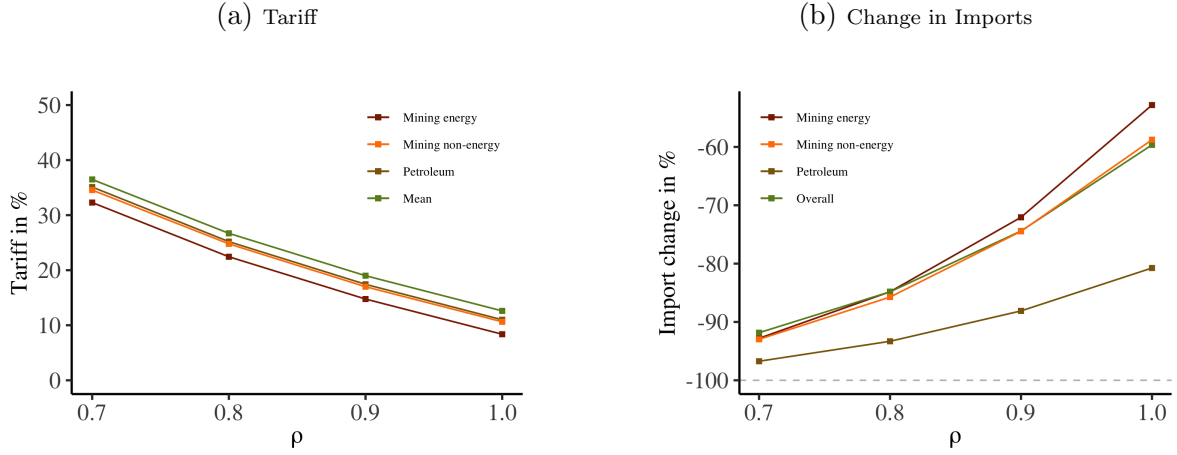 (a) Tariff
50
40
30
20
10
0
Tariff in %
0.7 0.8 0.9 1.0
ρ
Mining energy
Mining non-energy
Petroleum
Mean
(b) Change in Imports
-60
-70
-80
-90
-100
Import change in %
0.7 0.8 0.9 1.0
ρ
Mining energy
Mining non-energy
Petroleum
Overall